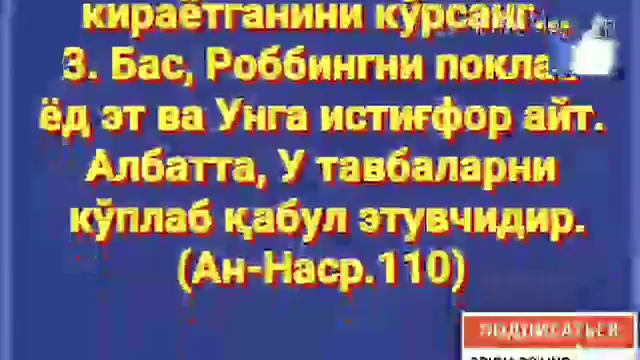 кираётганини кўрсанг..
3. Бас, Роббингни поклаб
ёд эт ва Унга истиғфор айт.
Албатта, У тавбаларни
кўплаб қабул этувчидир.
(Ан-Наср.110)
ПОДПИСАТЬСЯ